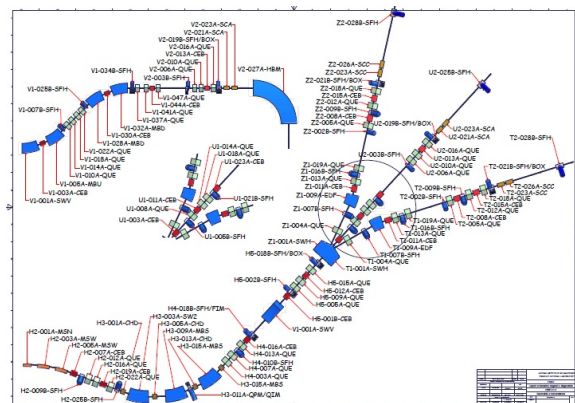 Z2-028B-SFH
V2-023A-SCA
V2-021A-SCA
V2-019B-SFH/BOX
V2-016A-QUE
V2-013A-CEB
V2-010A-QUE
V2-006A-QUE
V2-003B-SFH
V1-034B-SFH
V2-027A-HBM
V1-025B-SFH
V1-007B-SFH
V1-047A-QUE
V1-044A-CEB
V1-041A-QUE
V1-037A-QUE
V1-032A-MBD
V1-030A-CEB
V1-028A-MBD
V1-022A-QUE
V1-018A-QUE
V1-014A-QUE
V1-010A-QUE
V1-005A-MBU
V1-003A-CEB
V1-001A-SWV
Z2-026A-SCC
Z2-023A-SCC
Z2-021B-SFH/BOX
Z2-018A-QUE
Z2-015A-CEB
Z2-012A-QUE
Z2-009B-SFH
Z2-008A-CEB
Z2-005A-QUE
Z2-002B-SFH
U2-025B-SFH
U2-019B-SFH/BOX
U2-023A-SCA
U2-021A-SCA
U2-016A-QUE
U2-013A-QUE
U2-010A-QUE
U2-006A-QUE
U2-003B-SFH
T2-028B-SFH
T2-021B-SFH/BOX
T2-026A-SCC
T2-023A-SCC
T2-018A-QUE
T2-015A-CEB
T2-012A-QUE
T2-008A-CEB
T2-005A-QUE
T2-009B-SFH
T2-002B-SFH
U1-014A-QUE
U1-018A-QUE
U1-023A-CEB
U1-021B-SFH
U1-011A-CEB
U1-008A-QUE
U1-003A-CEB
U1-005B-SFH
Z1-019A-QUE
Z1-016B-SFH
Z1-013A-QUE
Z1-011A-CEB
Z1-009A-EDF
Z1-007B-SFH
Z1-004A-QUE
Z1-001A-SWH
T1-019A-QUE
T1-016B-SFH
T1-013A-QUE
T1-011A-CEB
T1-009A-EDF
T1-007B-SFH
T1-004A-QUE
T1-001A-SWH
H5-018B-SFH/BOX
H5-002B-SFH
H5-015A-QUE
H5-012A-CEB
H5-009A-QUE
H5-005A-QUE
H5-001B-CEB
V1-001A-SWV
H4-018B-SFH/FIM
H4-016A-CEB
H4-013A-QUE
H4-010B-SFH
H4-007A-QUE
H4-003A-QUE
H3-015A-MBS
H3-011A-QPM/QIM
H3-001A-CHD
H3-003A-SWZ
H3-005A-CHD
H3-009A-MBS
H3-013A-CHD
H3-015A-MBS
H2-001A-MSN
H2-003A-MSW
H2-006A-MSW
H2-007A-CEB
H2-012A-QUE
H2-016A-QUE
H2-019A-CEB
H2-022A-QUE
H2-009B-SFH
H2-025B-SFH